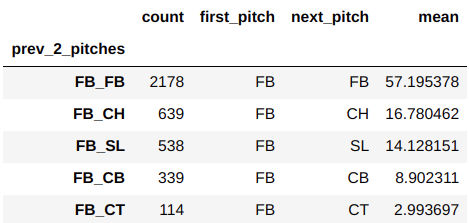 count first_pitch next_pitch mean
prev_2_pitches
FB_FB 2178 FB FB 57.195378
FB_CH 639 FB CH 16.780462
FB_SL 538 FB SL 14.128151
FB_CB 339 FB CB 8.902311
FB_CT 114 FB CT 2.993697